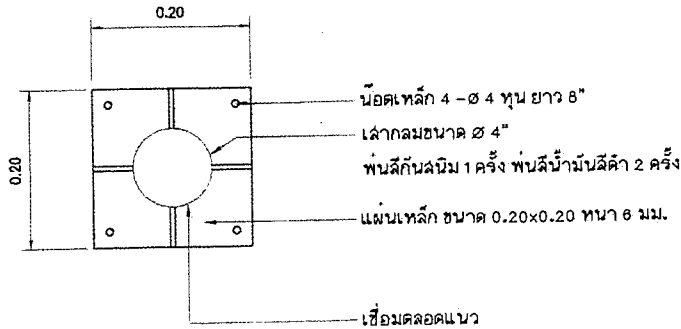 0.20
0.20
น๊อตเหล็ก 4 -Ø 4 หุน ยาว 8"
เสากลมขนาด Ø 4"
พ่นสีกันสนิม 1 ครั้ง พ่นสีน้ำมันสีดำ 2 ครั้ง
แผ่นเหล็ก ขนาด 0.20x0.20 หนา 6 มม.
เชื่อมตลอดแนว